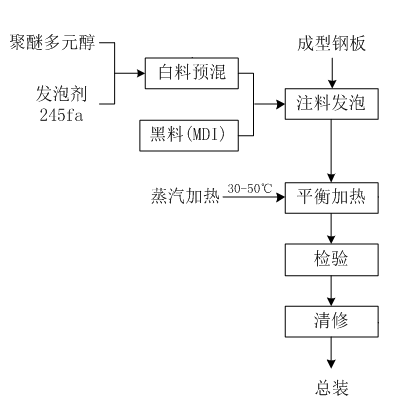 聚醚多元醇
成型钢板
白料预混
发泡剂
245fa
注料发泡
黑料(MDI)
蒸汽加热
30-50℃
平衡加热
检验
清修
总装